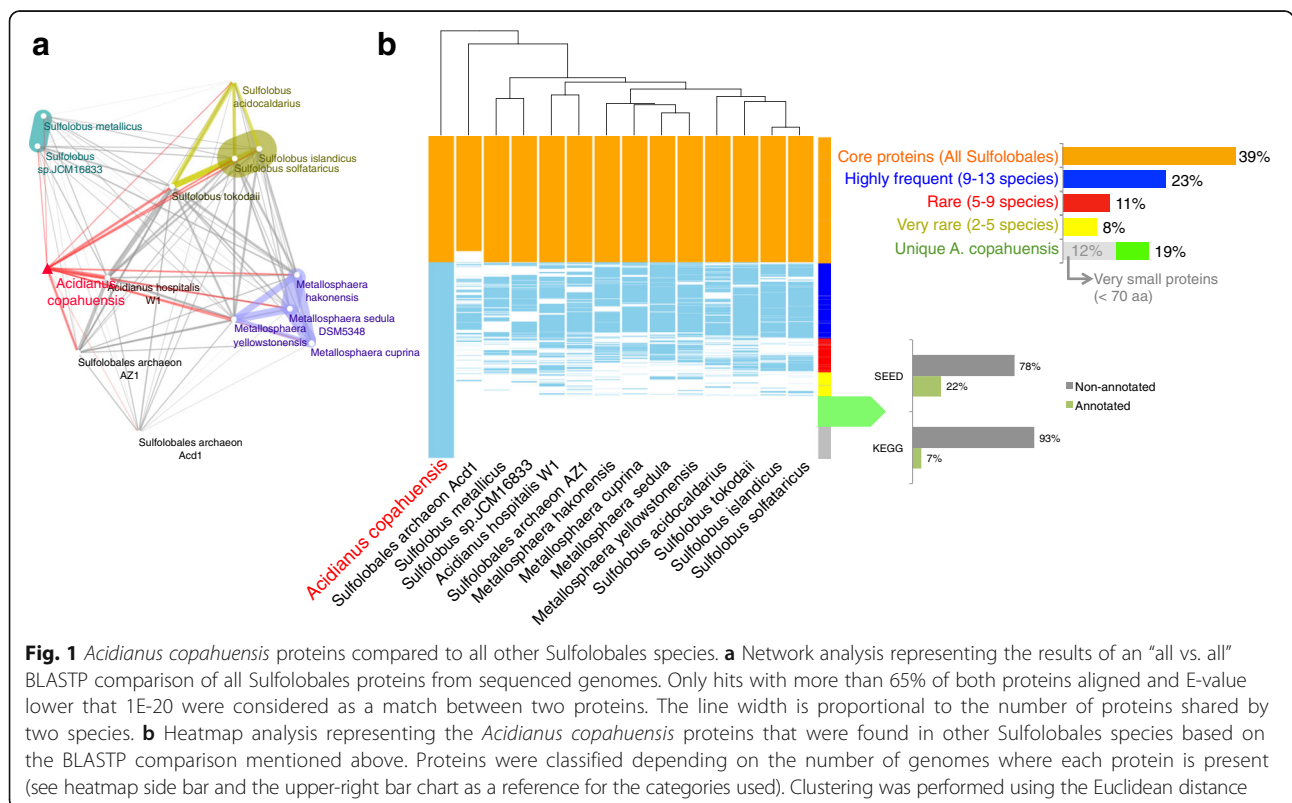 a
b
Sulfolobus
acidocaldarius
Sulfolobus metallicus
Sulfolobus
sp.JCM16833
Sulfolobus islandicus
Sulfolobus solfataricus
Sulfolobus tokodaii
Acidianus
copahuensis
Acidianus hospitalis
W1
Metallosphaera
hakonensis
Metallosphaera sedula
DSM5348
Metallosphaera
yellowstonensis
Metallosphaera cuprina
Sulfolobales archaeon
AZ1
Sulfolobales archaeon
Acd1
Acidianus copahuensis
Sulfolobales archaeon Acd1
Sulfolobus metallicus
Sulfolobus sp.JCM16833
Acidianus hospitalis W1
Sulfolobales archaeon AZ1
Metallosphaera hakonensis
Metallosphaera cuprina
Metallosphaera sedula
Metallosphaera yellowstonensis
Sulfolobus acidocaldarius
Sulfolobus tokodaii
Sulfolobus islandicus
Sulfolobus solfataricus
Core proteins (All Sulfolobales) 39%
Highly frequent (9-13 species) 23%
Rare (5-9 species) 11%
Very rare (2-5 species) 8%
Unique A. copahuensis 12% 19%
Very small proteins
(< 70 aa)
SEED 78%
22%
KEGG 93%
7%
Non-annotated
Annotated
Fig. 1 Acidianus copahuensis proteins compared to all other Sulfolobales species. a Network analysis representing the results of an “all vs. all”
BLASTP comparison of all Sulfolobales proteins from sequenced genomes. Only hits with more than 65% of both proteins aligned and E-value
lower that 1E-20 were considered as a match between two proteins. The line width is proportional to the number of proteins shared by
two species. b Heatmap analysis representing the Acidianus copahuensis proteins that were found in other Sulfolobales species based on
the BLASTP comparison mentioned above. Proteins were classified depending on the number of genomes where each protein is present
(see heatmap side bar and the upper-right bar chart as a reference for the categories used). Clustering was performed using the Euclidean distance